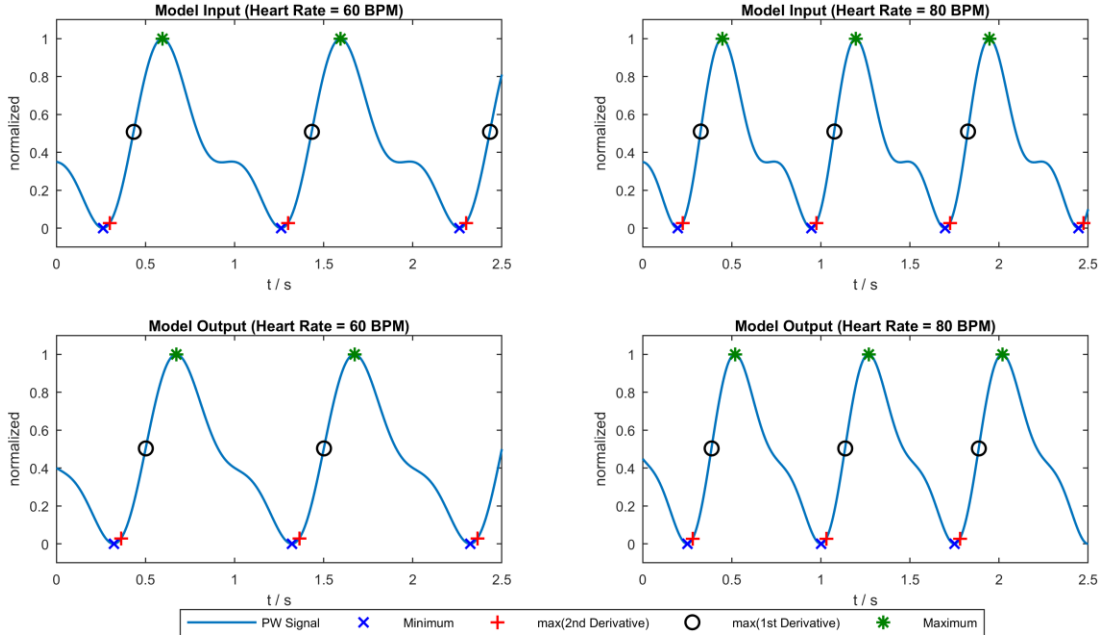 Model Input (Heart Rate = 60 BPM)
normalized
1
0.8
0.6
0.4
0.2
0
0 0.5 1 1.5 2 2.5
t / s
Model Input (Heart Rate = 80 BPM)
normalized
1
0.8
0.6
0.4
0.2
0
0 0.5 1 1.5 2 2.5
t / s
Model Output (Heart Rate = 60 BPM)
normalized
1
0.8
0.6
0.4
0.2
0
0 0.5 1 1.5 2 2.5
t / s
Model Output (Heart Rate = 80 BPM)
normalized
1
0.8
0.6
0.4
0.2
0
0 0.5 1 1.5 2 2.5
t / s
PW Signal Minimum max(2nd Derivative) max(1st Derivative) Maximum